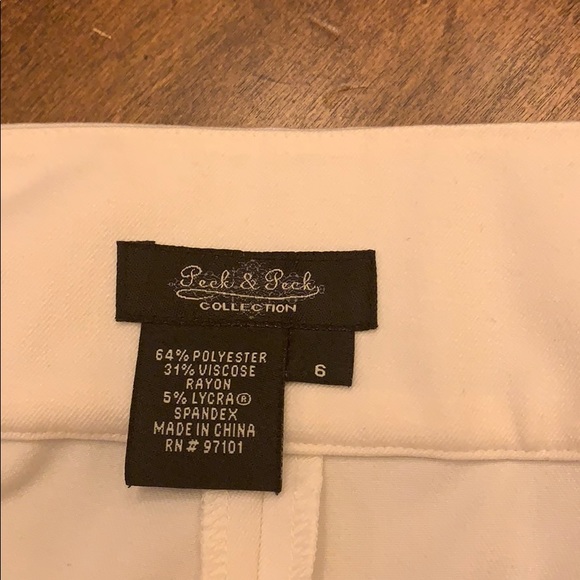 Peck & Peck
COLLECTION
64% POLYESTER
31% VISCOSE
RAYON
5% LYCRA®
SPANDEX
MADE IN CHINA
RN # 97101
6